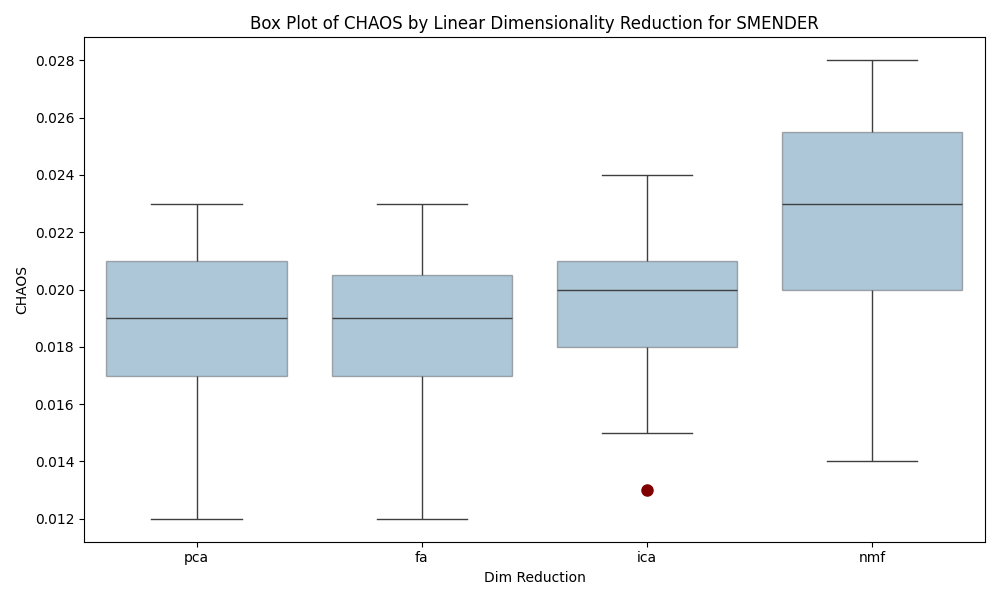 Box Plot of CHAOS by Linear Dimensionality Reduction for SMENDER
0.028
0.026
0.024
0.022
0.020
0.018
0.016
0.014
0.012
CHAOS
pca
fa
ica
nmf
Dim Reduction